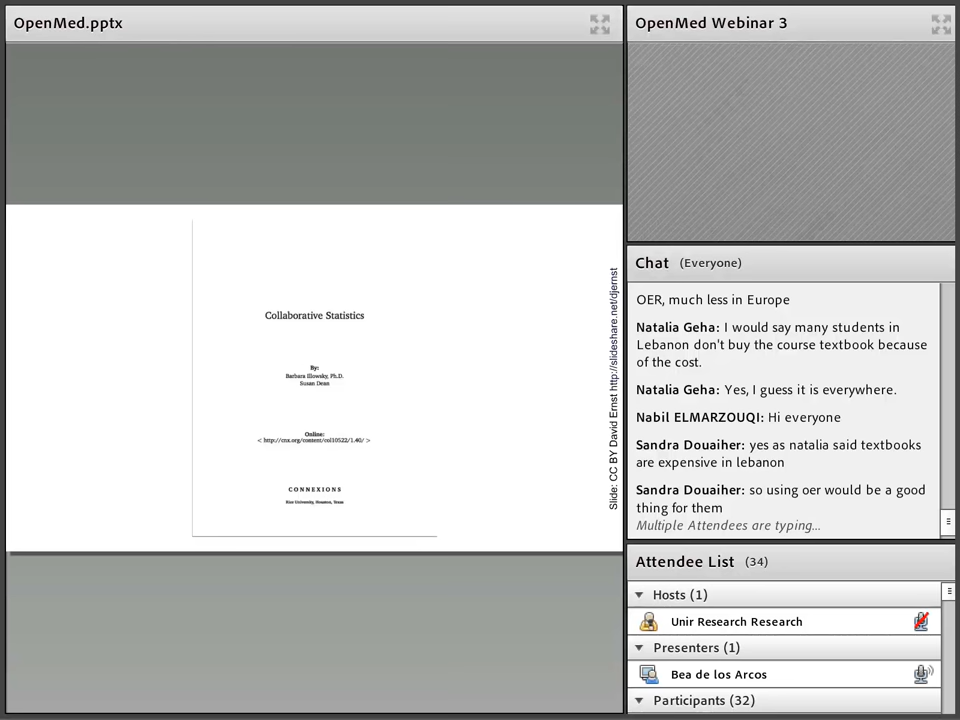 OpenMed.pptx
Collaborative Statistics
By:
Barbara Illowsky, Ph.D.
Susan Dean
Online:
< http://cnx.org/content/col10522/1.40/ >
CONNEXIONS
Rice University, Houston, Texas
Slide: CC BY David Ernst http://slideshare.net/djernst
OpenMed Webinar 3
Chat (Everyone)
OER, much less in Europe
Natalia Geha: I would say many students in
Lebanon don't buy the course textbook because
of the cost.
Natalia Geha: Yes, I guess it is everywhere.
Nabil ELMARZOUQI: Hi everyone
Sandra Douaiher: yes as natalia said textbooks
are expensive in lebanon
Sandra Douaiher: so using oer would be a good
thing for them
Multiple Attendees are typing...
Attendee List (34)
Hosts (1)
Unir Research Research
Presenters (1)
Bea de los Arcos
Participants (32)